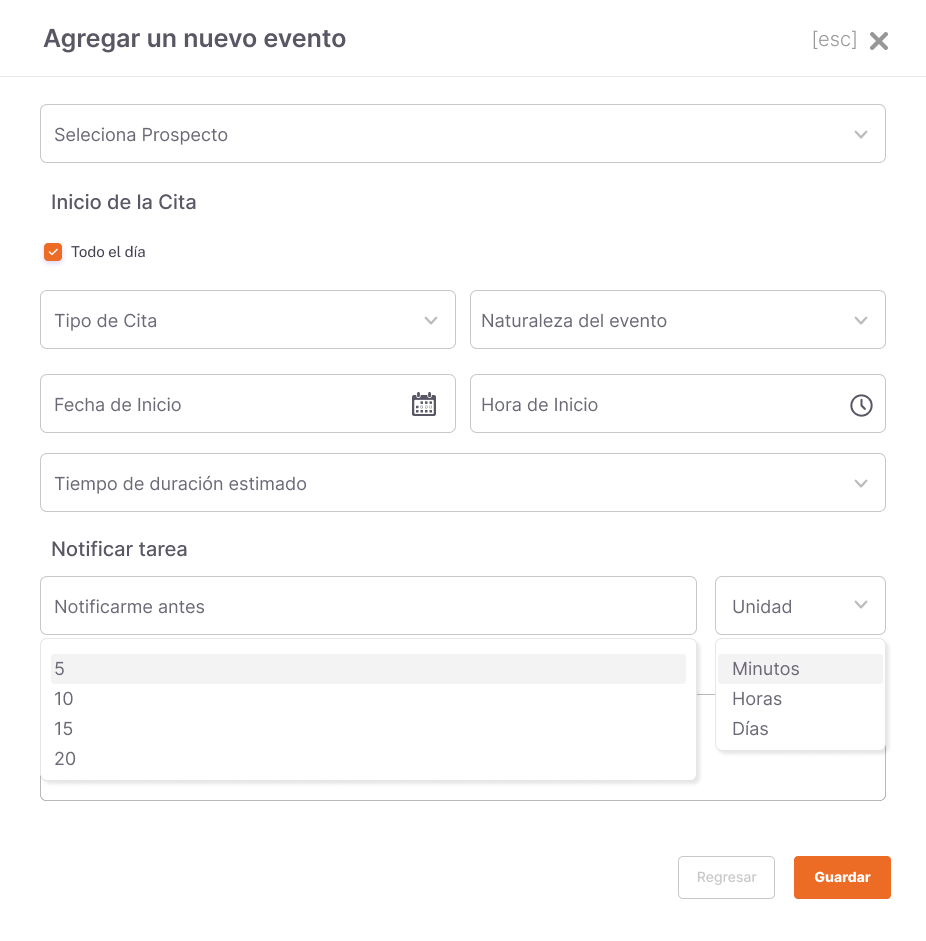 Agregar un nuevo evento
[esc]
Seleciona Prospecto
Inicio de la Cita
Todo el día
Tipo de Cita
Naturaleza del evento
Fecha de Inicio
Hora de Inicio
Tiempo de duración estimado
Notificar tarea
Notificarme antes
Unidad
5
10
15
20
Minutos
Horas
Días
Regresar
Guardar